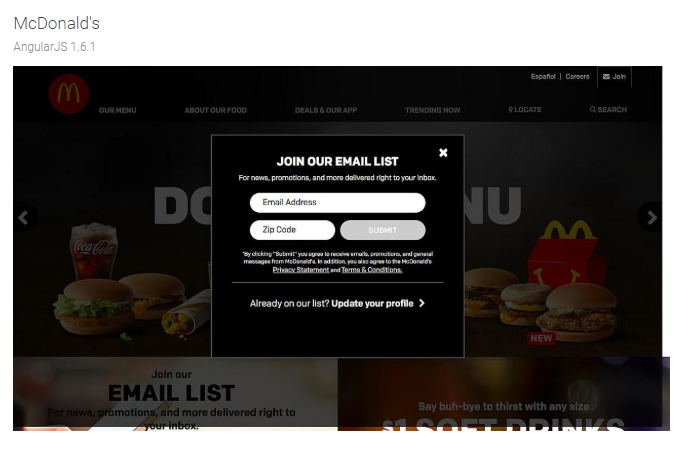 McDonald's
AngularJS 1.6.1
Español | Careers
Join
OUR MENU
ABOUT OUR FOOD
DEALS & OUR APP
TRENDING NOW
LOCATE
SEARCH
JOIN OUR EMAIL LIST
For news, promotions, and more delivered right to your inbox.
DO
NU
Email Address
Zip Code
SUBMIT
*By clicking "Submit" you agree to receive emails, promotions, and general
messages from McDonald's. In addition, you also agree to the McDonald's
Privacy Statement and Terms & Conditions.
Coca-Cola
Already on our list? Update your profile
NEW
Join our
EMAIL LIST
For news, promotions, and more delivered right to
your inbox.
Say buh-bye to thirst with any size
$1 SOFT DRINKS